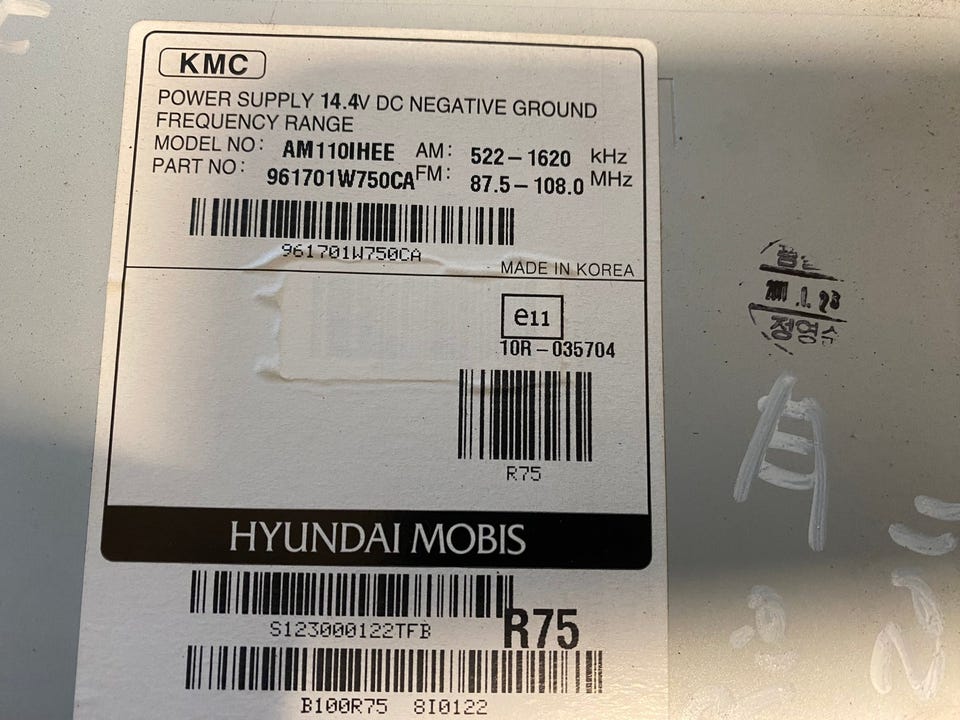 KMC
POWER SUPPLY 14.4V DC NEGATIVE GROUND
FREQUENCY RANGE
MODEL NO: AM110IHEE AM: 522-1620 kHz
PART NO: 961701W750CA FM: 87.5-108.0 MHz
961701W750CA
MADE IN KOREA
e11
10R-035704
R75
HYUNDAI MOBIS
S123000122TFB
R75
B100R75 8I0122
정영수